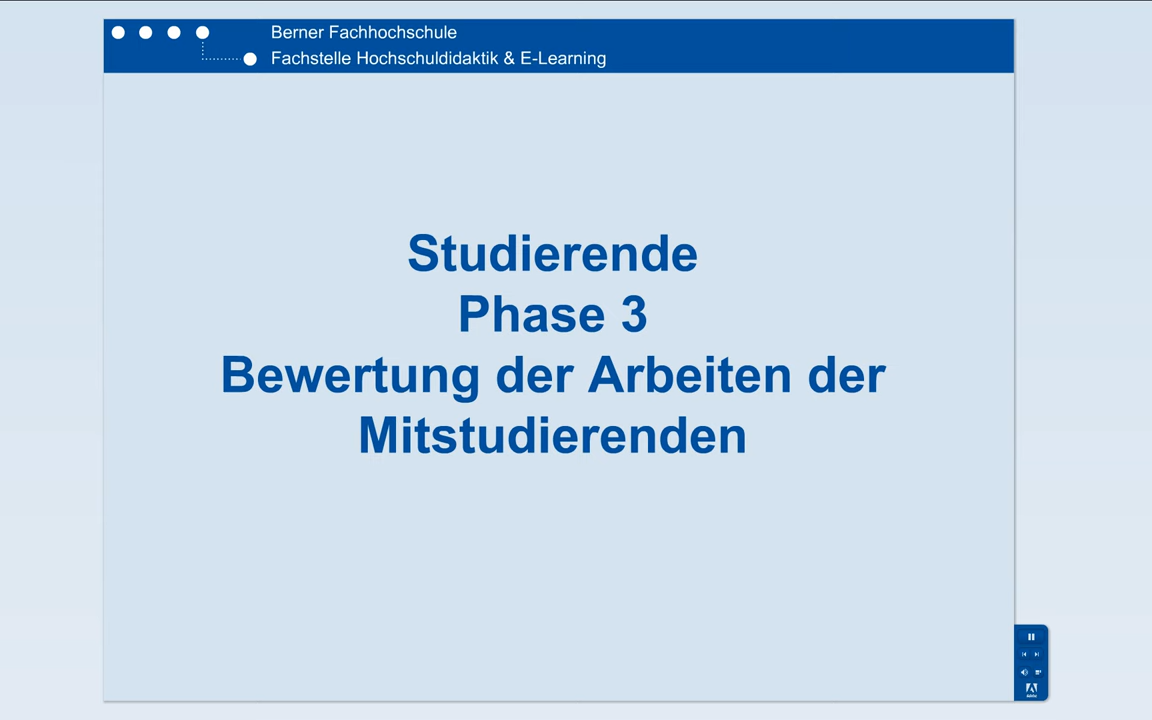 Berner Fachhochschule
Fachstelle Hochschuldidaktik & E-Learning
Studierende
Phase 3
Bewertung der Arbeiten der
Mitstudierenden